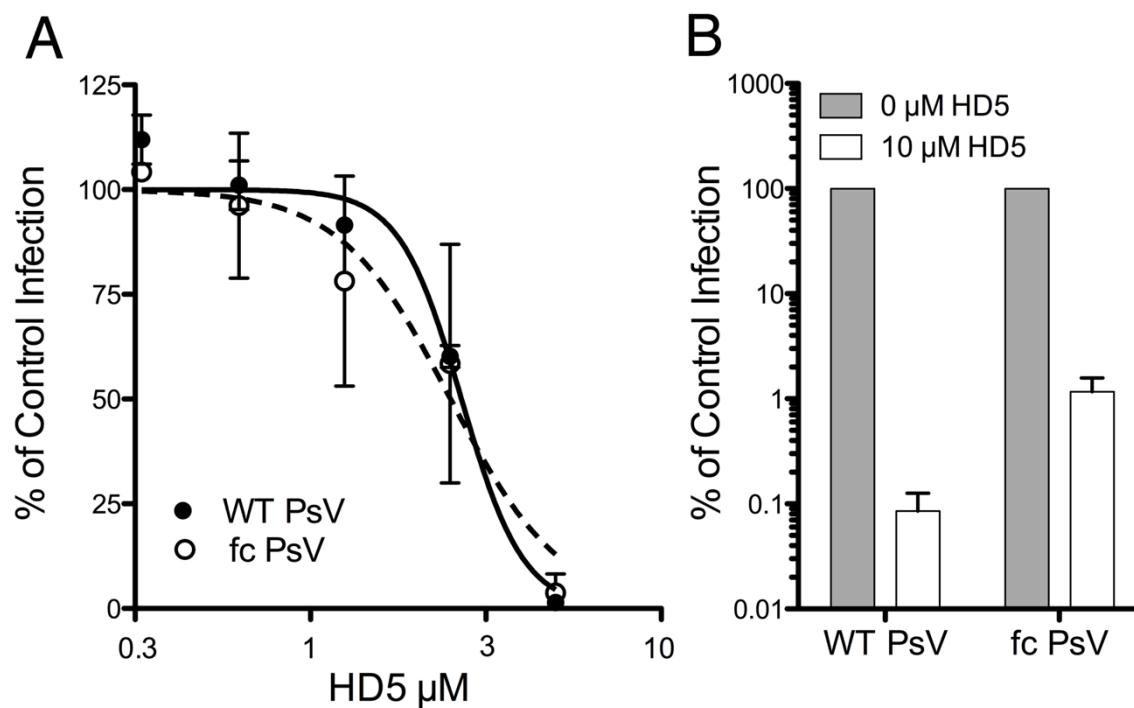 A
% of Control Infection
125
100
75
50
25
0
WT PsV
fc PsV
0.3
1
3
10
HD5 µM
B
% of Control Infection
1000
100
10
1
0.1
0.01
0 µM HD5
10 µM HD5
WT PsV
fc PsV